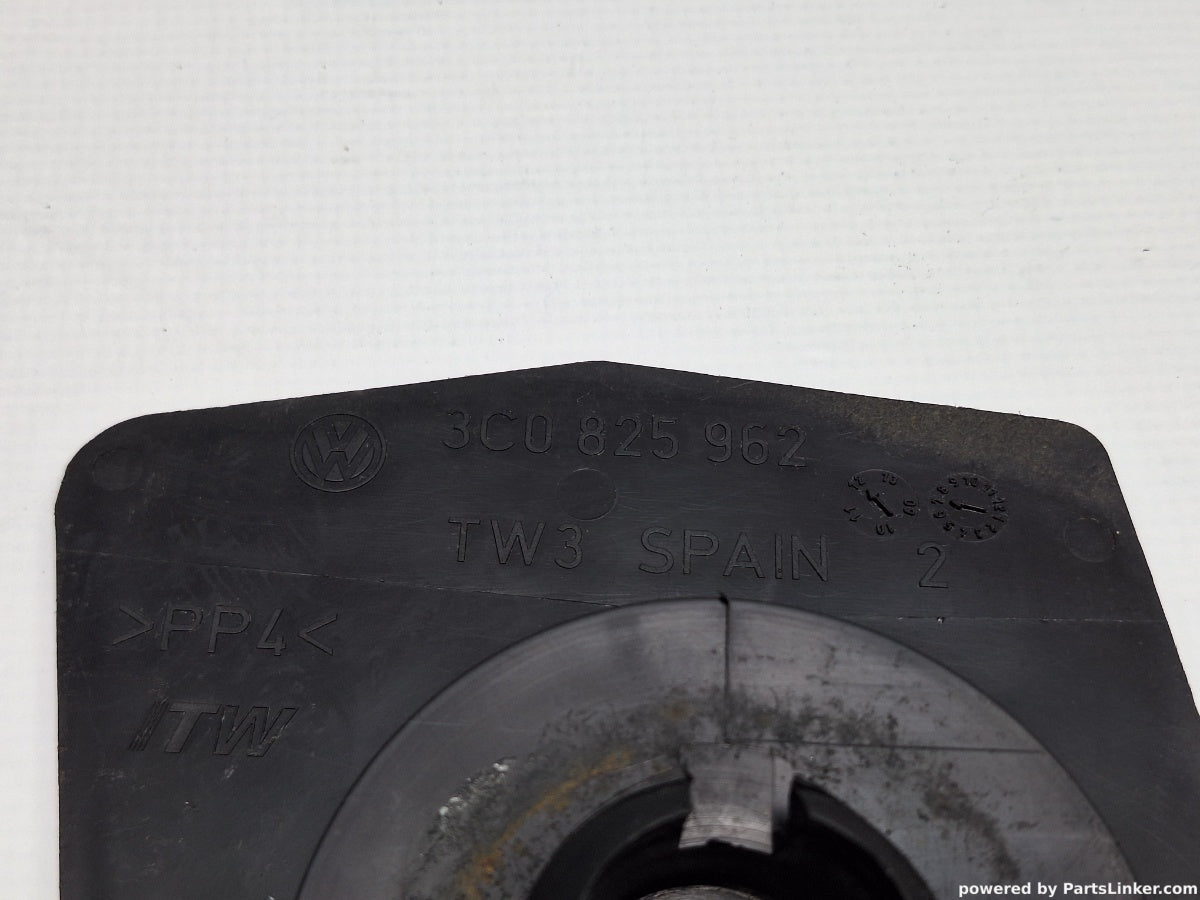 3C0 825 962
TW3 SPAIN 2
>PP4<
ITW
powered by PartsLinker.com